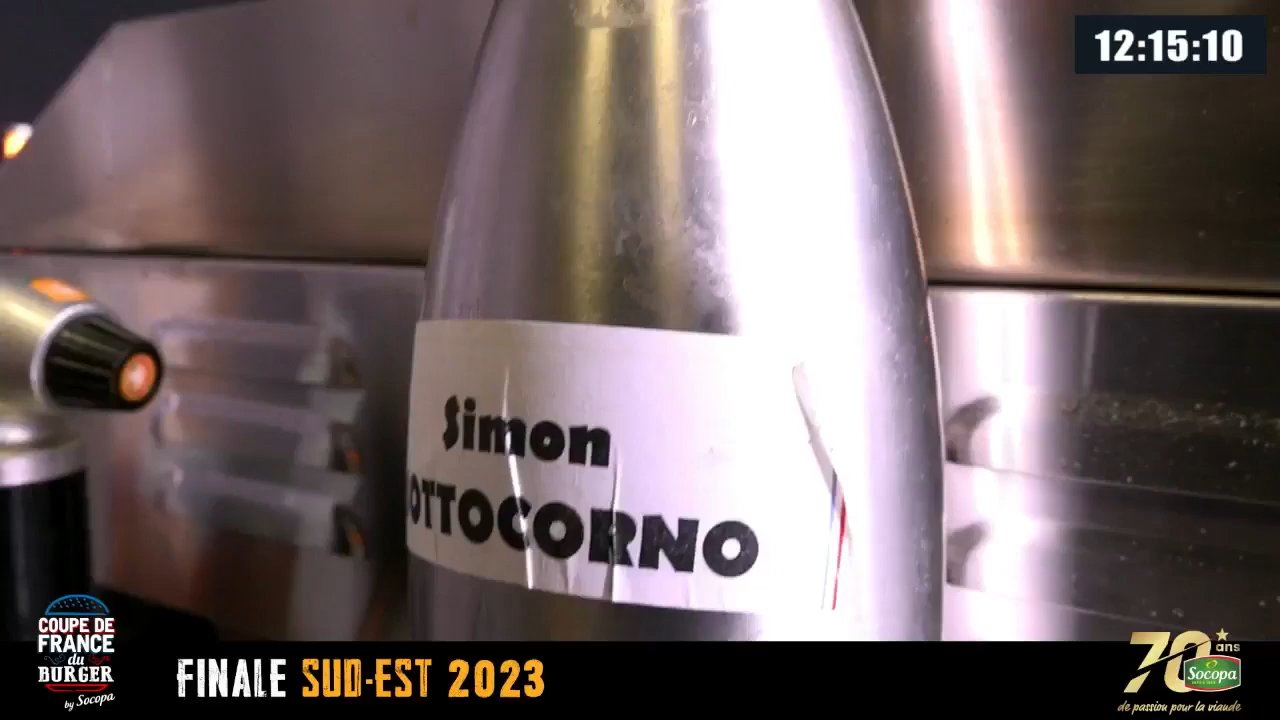 12:15:10
Simon
OTTOCORNO
COUPE DE
FRANCE
du
BURGER
by Socopa
FINALE SUD-EST 2023
70 ans
Socopa
de passion pour la viande